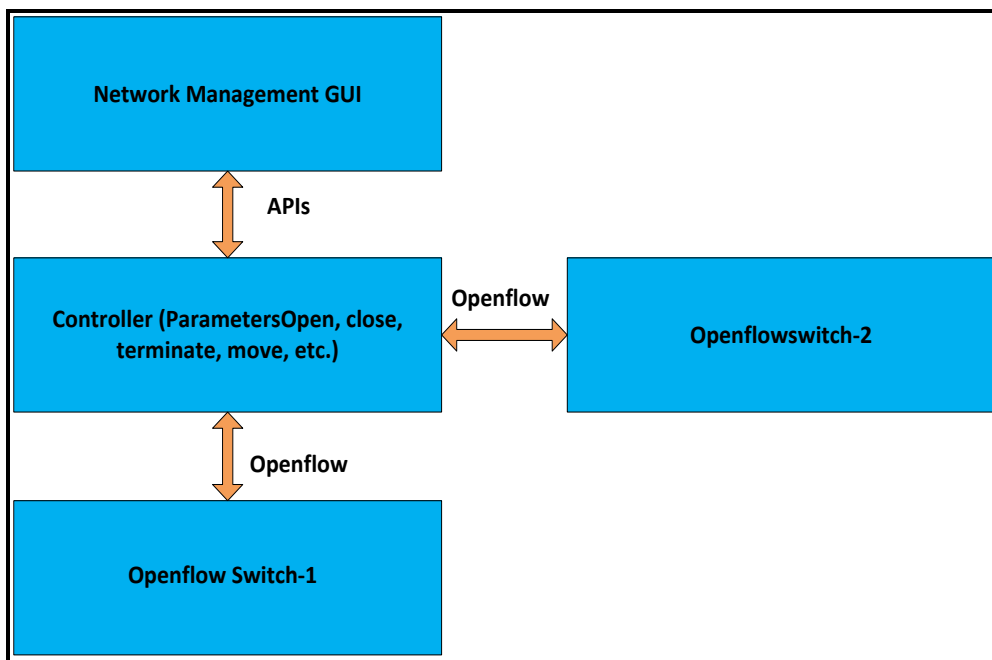 Network Management GUI
APIs
Controller (ParametersOpen, close,
terminate, move, etc.)
Openflow
Openflowswitch-2
Openflow
Openflow Switch-1